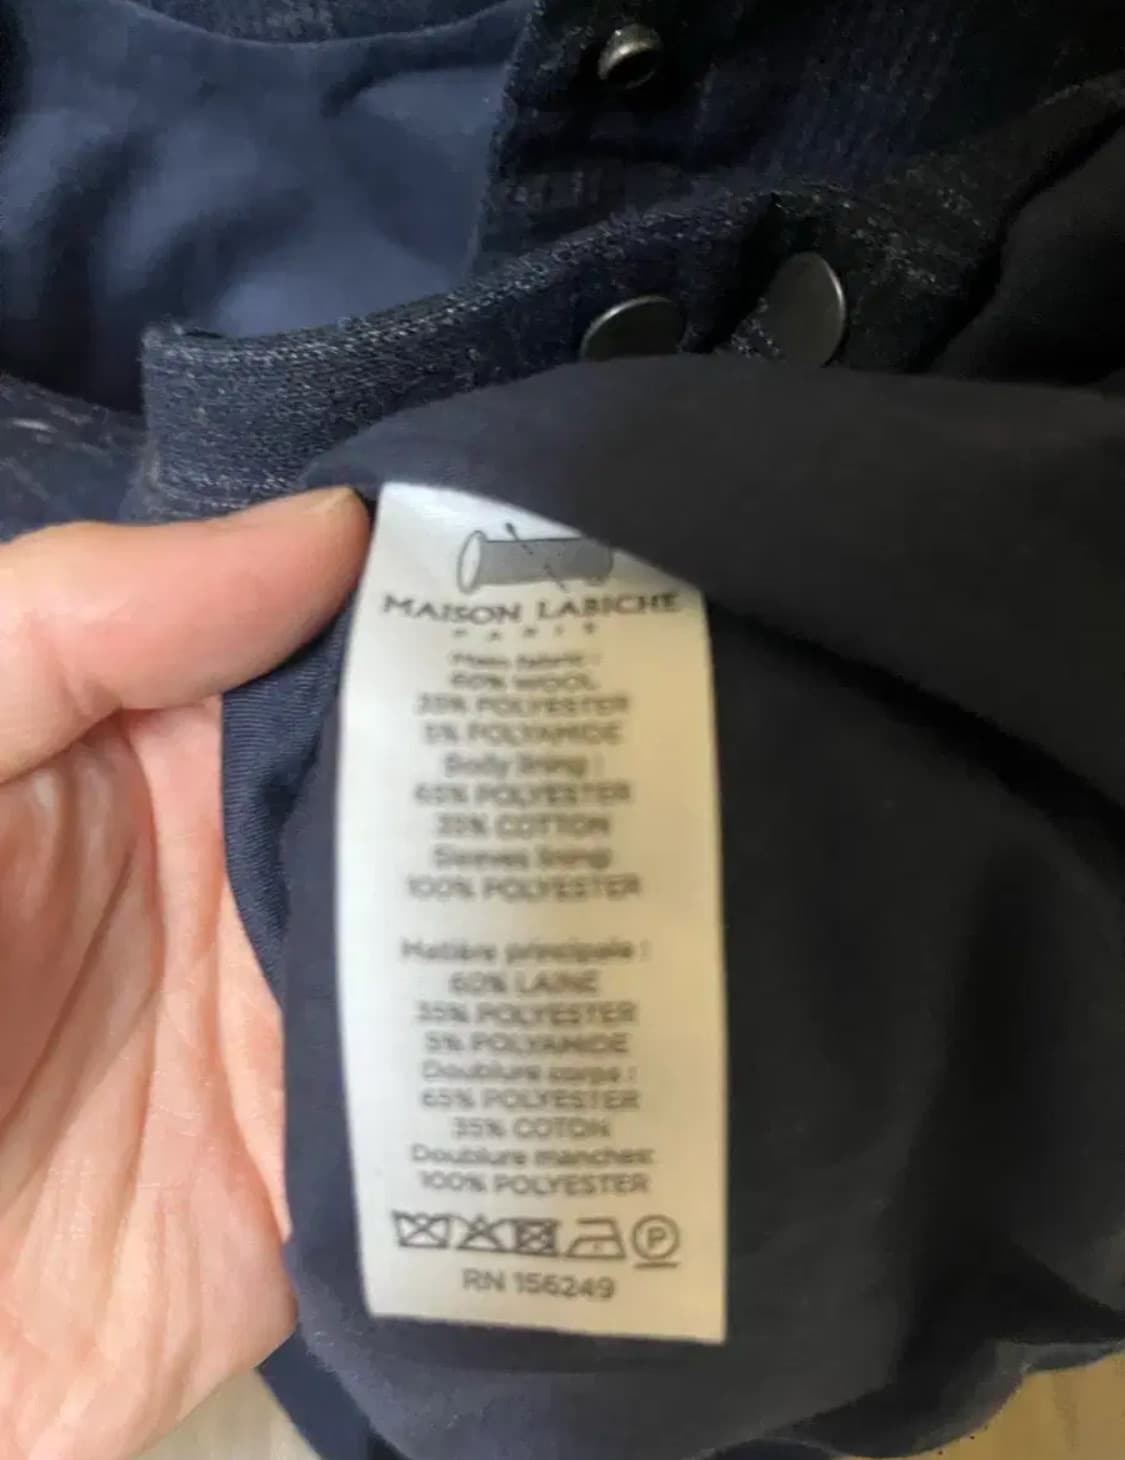 MAISON LABICHE
PARIS
Main fabric :
60% WOOL
35% POLYESTER
5% POLYAMIDE
Body lining :
65% POLYESTER
35% COTTON
Sleeves lining:
100% POLYESTER
Matière principale :
60% LAINE
35% POLYESTER
5% POLYAMIDE
Doublure corps :
65% POLYESTER
35% COTON
Doublure manches:
100% POLYESTER
P
RN 156249